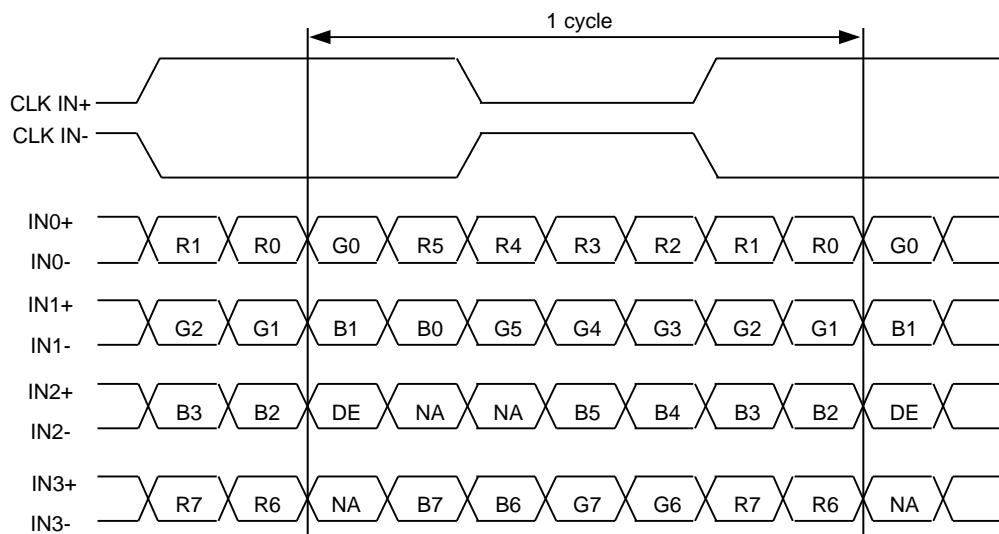 1 cycle
CLK IN+
CLK IN-
IN0+
R1 R0 G0 R5 R4 R3 R2 R1 R0 G0
IN0-
IN1+
G2 G1 B1 B0 G5 G4 G3 G2 G1 B1
IN1-
IN2+
B3 B2 DE NA NA B5 B4 B3 B2 DE
IN2-
IN3+
R7 R6 NA B7 B6 G7 G6 R7 R6 NA
IN3-